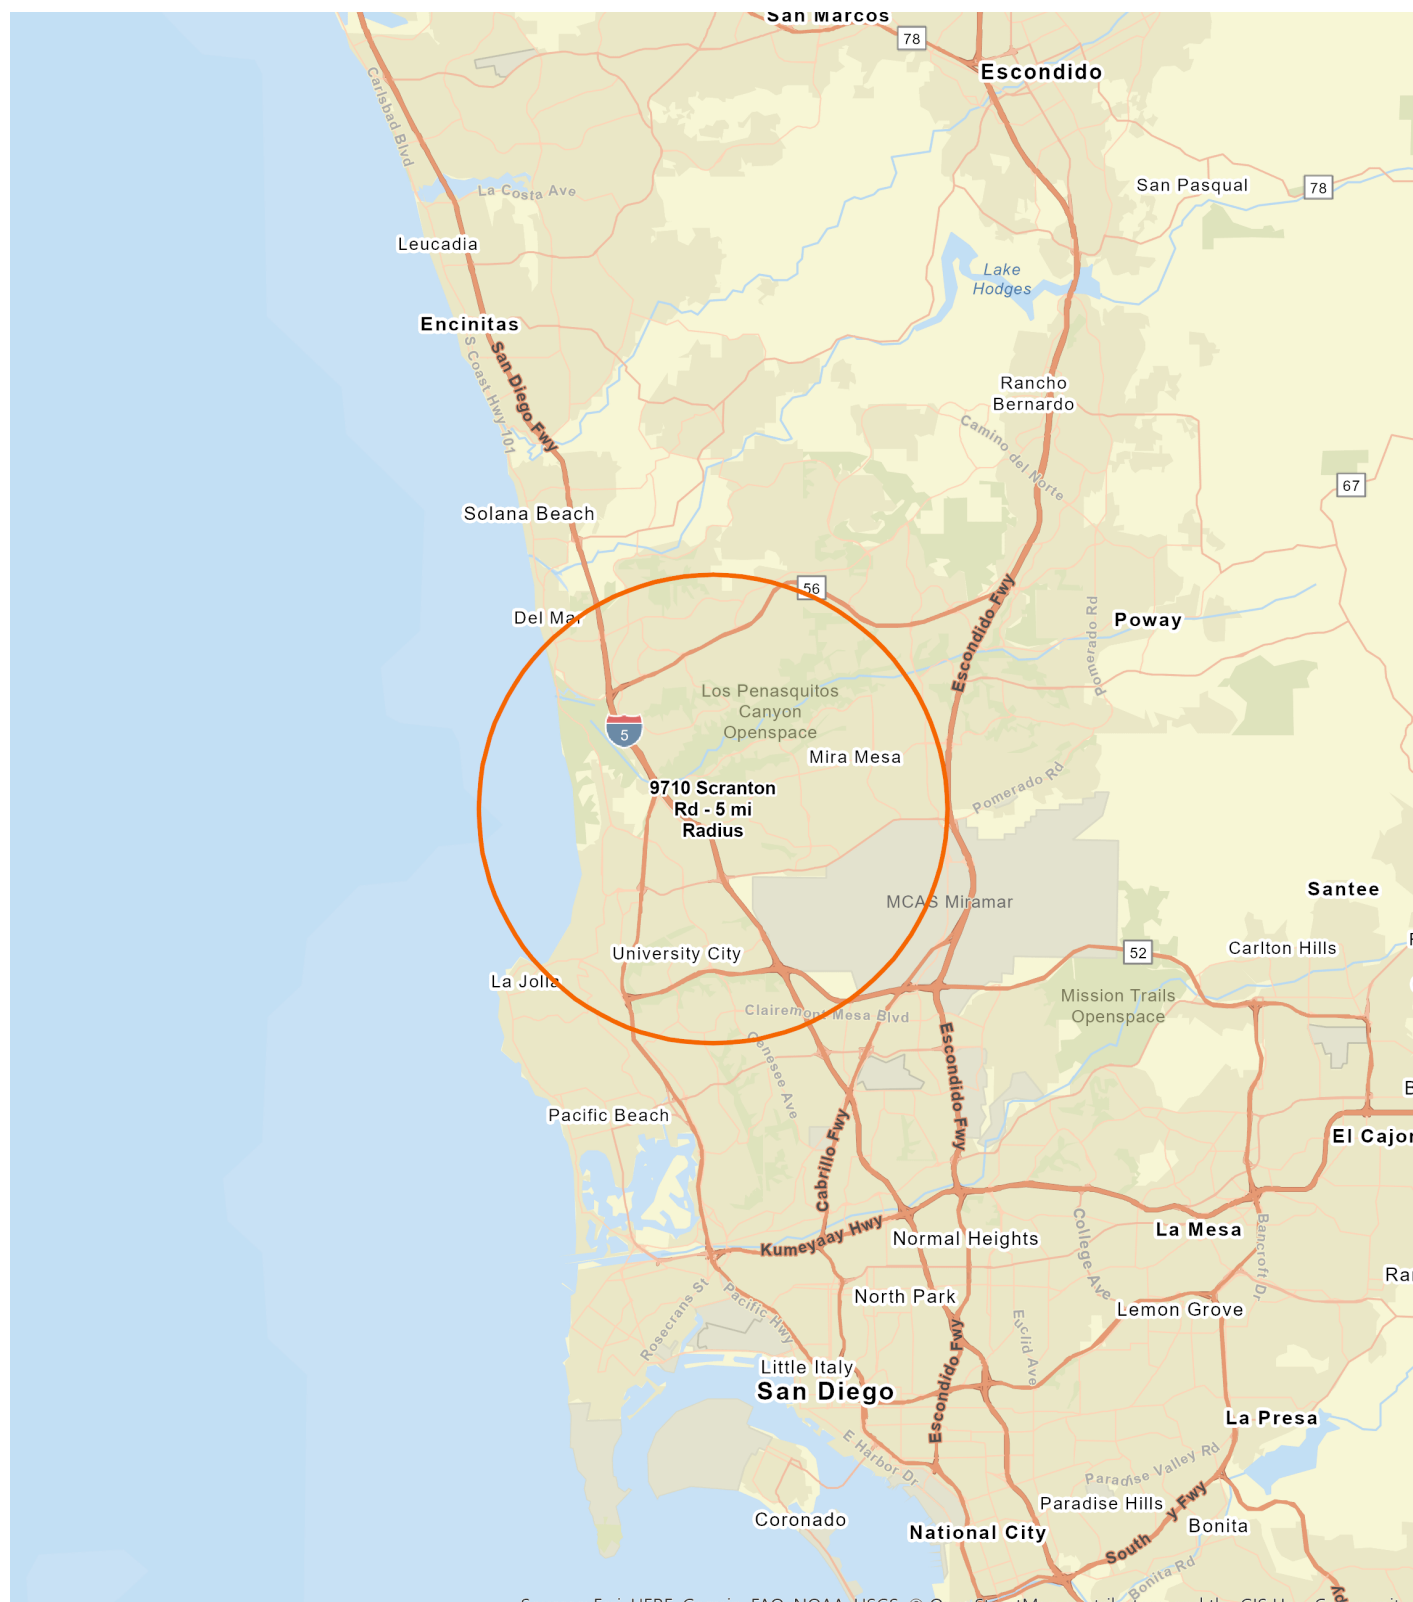 San Marcos
78
Escondido
Carlsbad Blvd
La Costa Ave
San Pasqual
78
Leucadia
Lake
Hodges
Encinitas
San Diego Fwy
S Coast Hwy 101
Rancho
Bernardo
Camino del Norte
67
Solana Beach
56
Del Mar
Escondido Fwy
Pomerado Rd
Poway
Los Penasquitos
Canyon
Openspace
5
Mira Mesa
Pomerado Rd
9710 Scranton
Rd - 5 mi
Radius
MCAS Miramar
Santee
University City
52
Carlton Hills
La Jolla
Mission Trails
Openspace
Clairemont Mesa Blvd
Genesee Ave
Escondido Fwy
Pacific Beach
Cabrillo Fwy
El Cajon
Kumeyaay Hwy
Normal Heights
College Ave
La Mesa
Bancroft Dr
Rosecrans St
Pacific Hwy
North Park
Euclid Ave
Lemon Grove
Little Italy
San Diego
Escondido Fwy
La Presa
E Harbor Dr
Paradise Valley Rd
Paradise Hills
South
y Fwy
Bonita
Coronado
National City
Bonita Rd